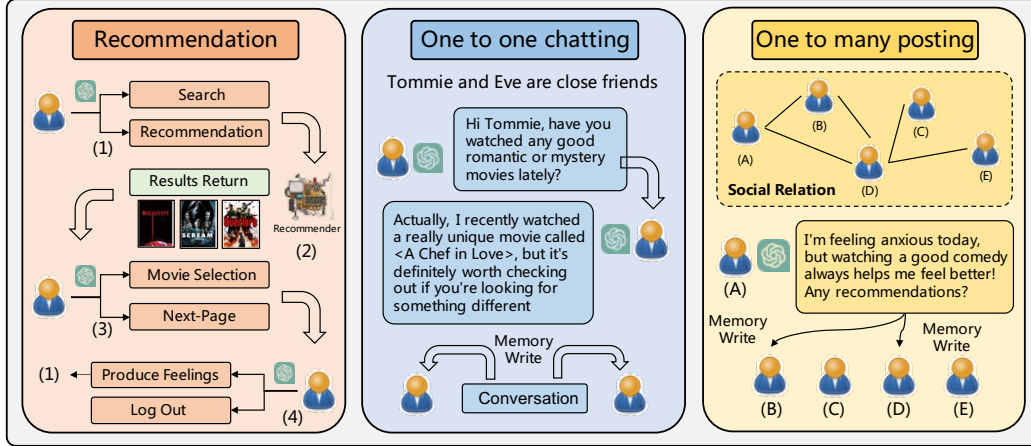 Recommendation
Search
Recommendation
(1)
Results Return
SCREAM
Recommender
(2)
Movie Selection
Next-Page
(3)
(1)
Produce Feelings
Log Out
(4)
One to one chatting
Tommie and Eve are close friends
Hi Tommie, have you
watched any good
romantic or mystery
movies lately?
Actually, I recently watched
a really unique movie called
<A Chef in Love>, but it's
definitely worth checking
out if you're looking for
something different
Memory
Write
Conversation
One to many posting
(A)
(B)
(C)
(D)
(E)
Social Relation
I'm feeling anxious today,
but watching a good comedy
always helps me feel better!
Any recommendations?
(A)
Memory
Write
Memory
Write
(B)
(C)
(D)
(E)